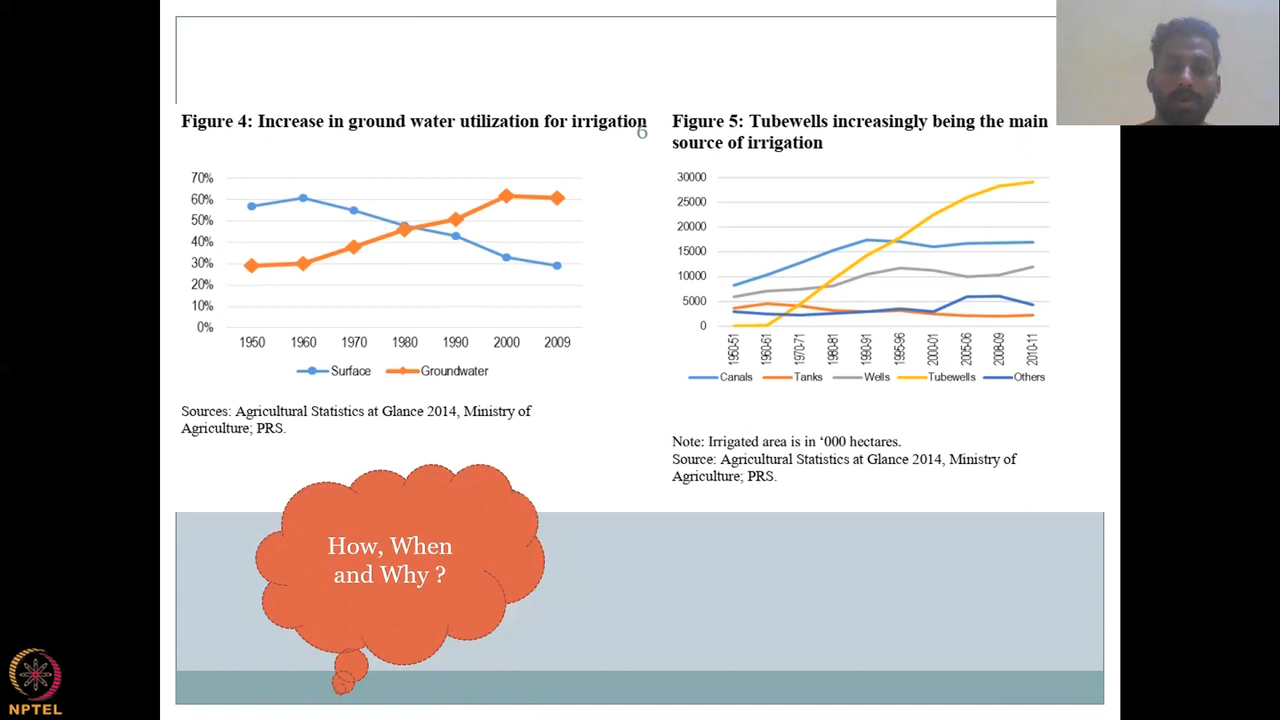 Figure 4: Increase in ground water utilization for irrigation
6
70%
60%
50%
40%
30%
20%
10%
0%
1950 1960 1970 1980 1990 2000 2009
Surface Groundwater
Sources: Agricultural Statistics at Glance 2014, Ministry of
Agriculture; PRS.
Figure 5: Tubewells increasingly being the main
source of irrigation
30000
25000
20000
15000
10000
5000
0
1950-51 1960-61 1970-71 1980-81 1990-91 1995-96 2000-01 2005-06 2008-09 2010-11
Canals Tanks Wells Tubewells Others
Note: Irrigated area is in ‘000 hectares.
Source: Agricultural Statistics at Glance 2014, Ministry of
Agriculture; PRS.
How, When
and Why ?
NPTEL